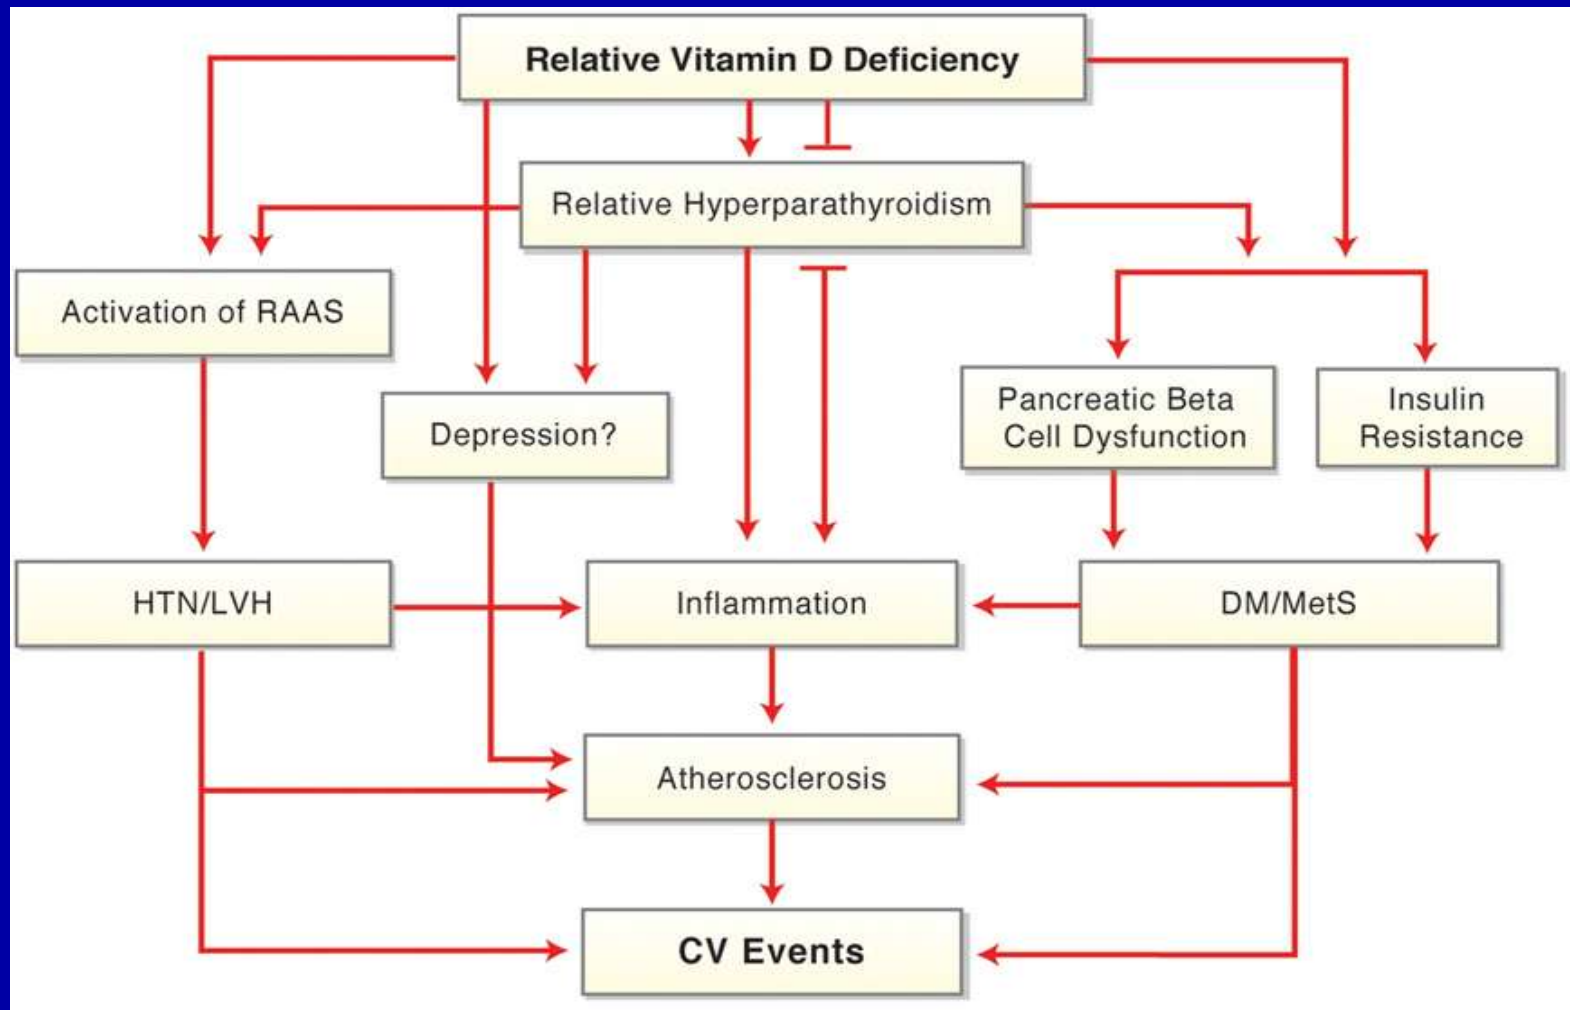 Relative Vitamin D Deficiency
Relative Hyperparathyroidism
Activation of RAAS
Depression?
Pancreatic Beta
Cell Dysfunction
Insulin
Resistance
HTN/LVH
Inflammation
DM/MetS
Atherosclerosis
CV Events